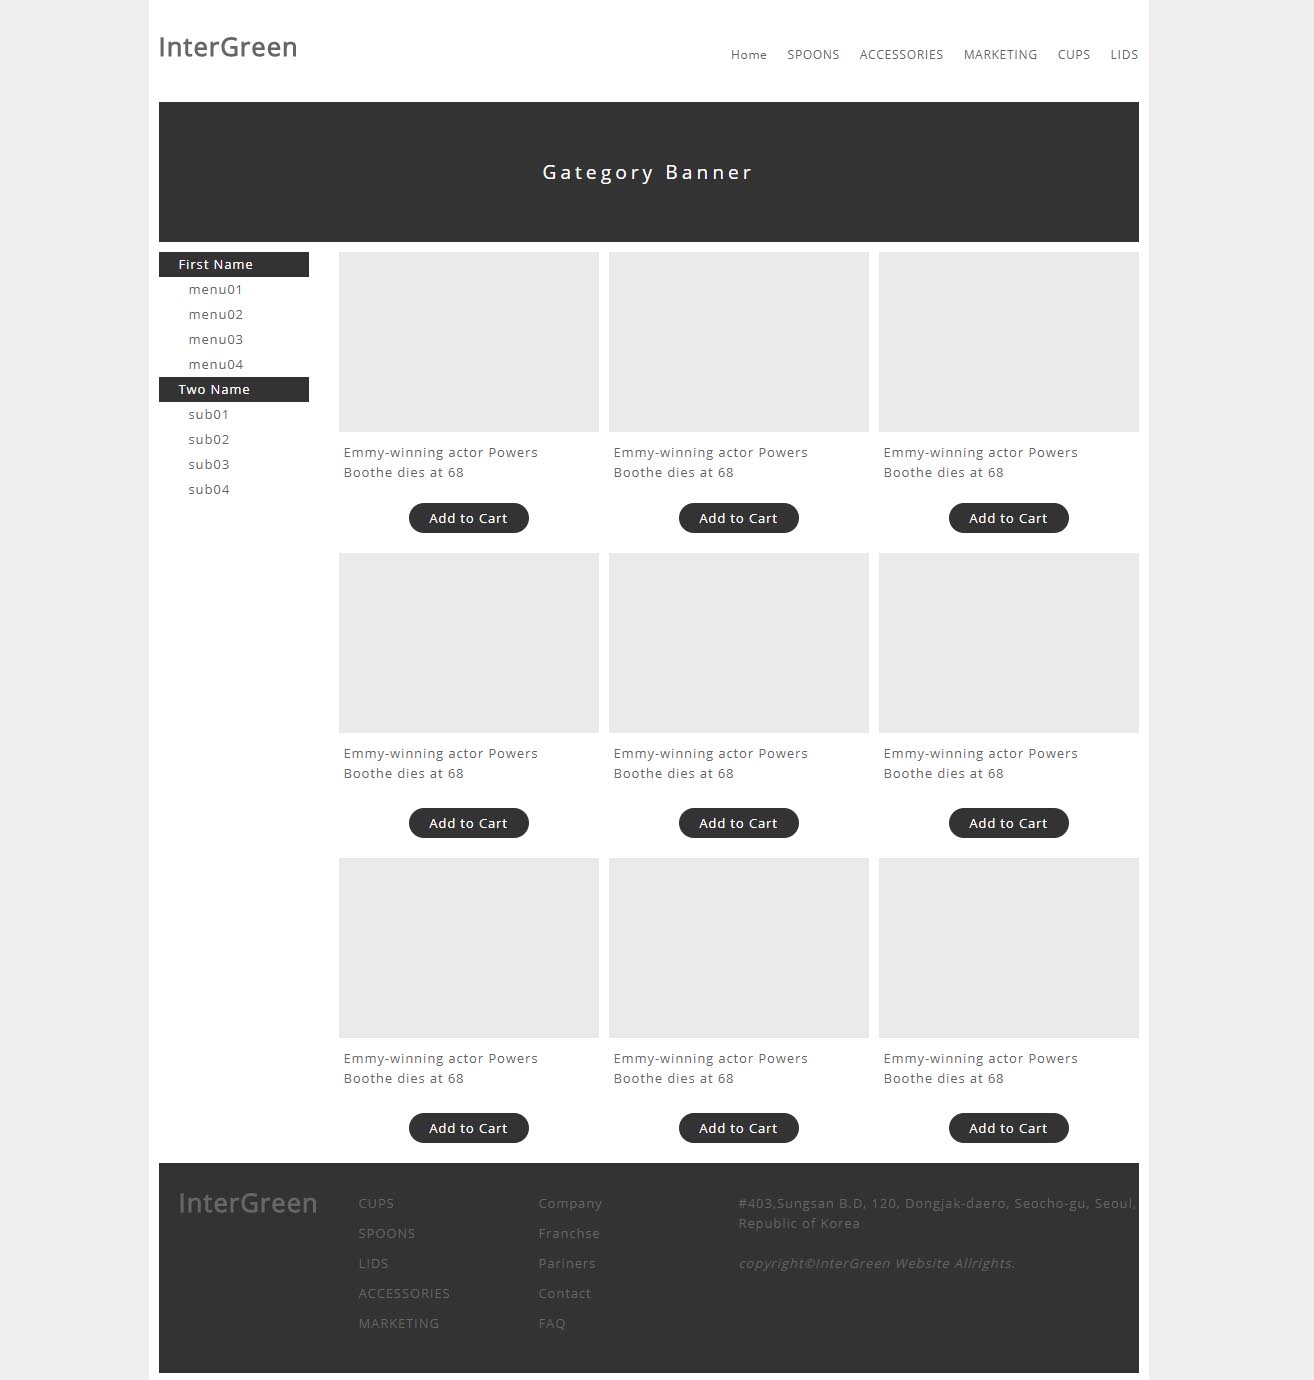 InterGreen
Home SPOONS ACCESSORIES MARKETING CUPS LIDS
Gategory Banner
First Name
menu01
menu02
menu03
menu04
Two Name
sub01
sub02
sub03
sub04
Emmy-winning actor Powers
Boothe dies at 68
Add to Cart
Emmy-winning actor Powers
Boothe dies at 68
Add to Cart
Emmy-winning actor Powers
Boothe dies at 68
Add to Cart
Emmy-winning actor Powers
Boothe dies at 68
Add to Cart
Emmy-winning actor Powers
Boothe dies at 68
Add to Cart
Emmy-winning actor Powers
Boothe dies at 68
Add to Cart
Emmy-winning actor Powers
Boothe dies at 68
Add to Cart
Emmy-winning actor Powers
Boothe dies at 68
Add to Cart
Emmy-winning actor Powers
Boothe dies at 68
Add to Cart
InterGreen
CUPS
SPOONS
LIDS
ACCESSORIES
MARKETING
Company
Franchse
Pariners
Contact
FAQ
#403,Sungsan B.D, 120, Dongjak-daero, Seocho-gu, Seoul,
Republic of Korea
copyright©InterGreen Website Allrights.